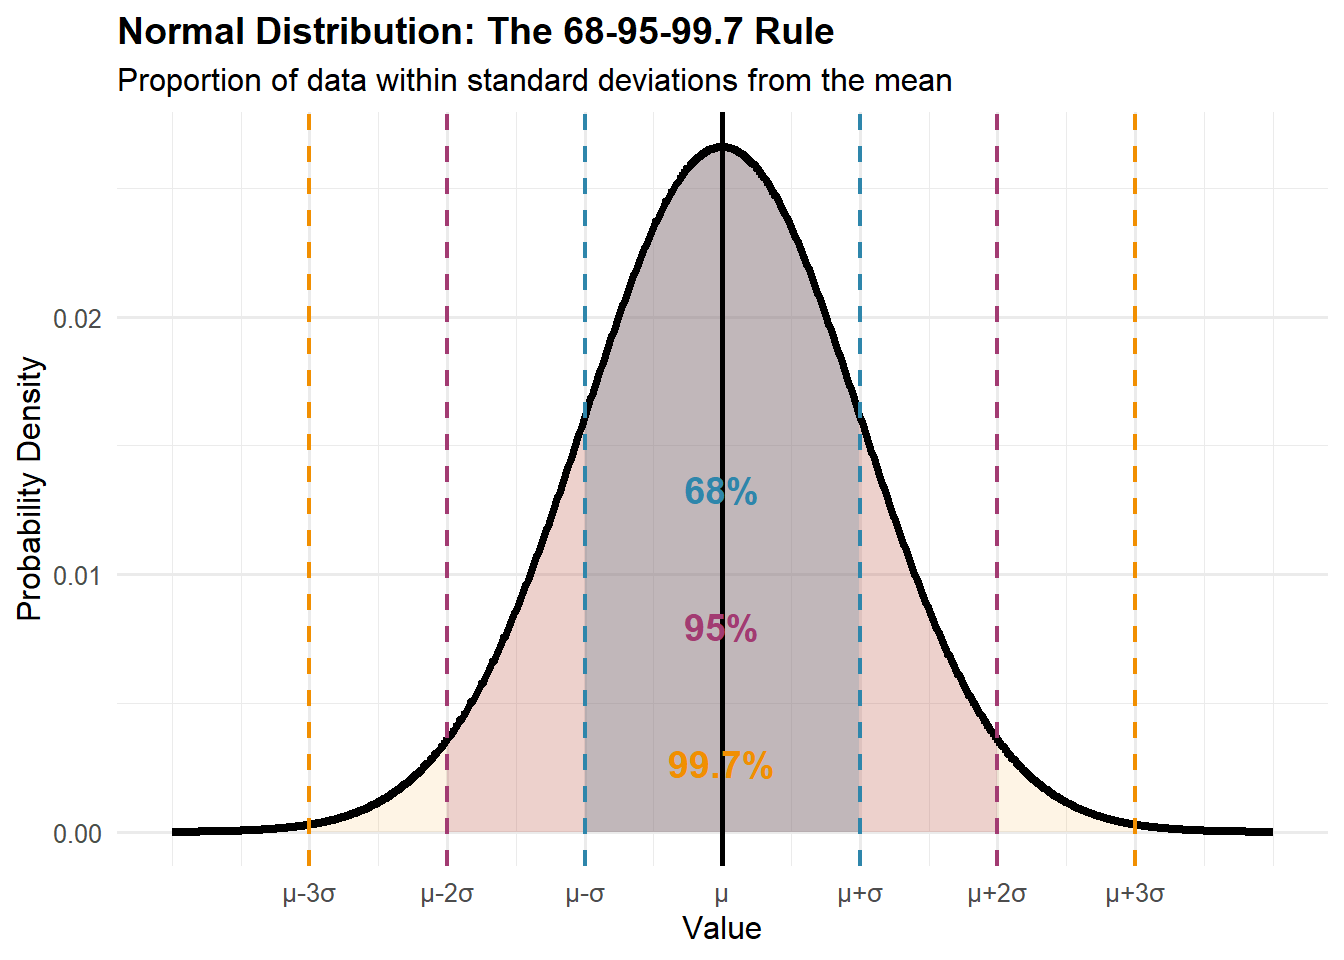 Normal Distribution: The 68-95-99.7 Rule
Proportion of data within standard deviations from the mean
Probability Density
0.02
0.01
0.00
68%
95%
99.7%
μ-3σ μ-2σ μ-σ μ μ+σ μ+2σ μ+3σ
Value